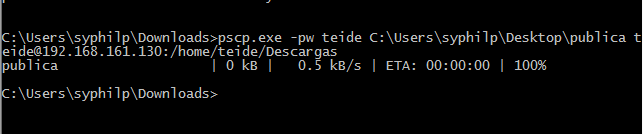 C:\Users\syphilp\Downloads>pscp.exe -pw teide C:\Users\syphilp\Desktop\publica t
eide@192.168.161.130:/home/teide/Descargas
publica                   | 0 kB |   0.5 kB/s | ETA: 00:00:00 | 100%
C:\Users\syphilp\Downloads>